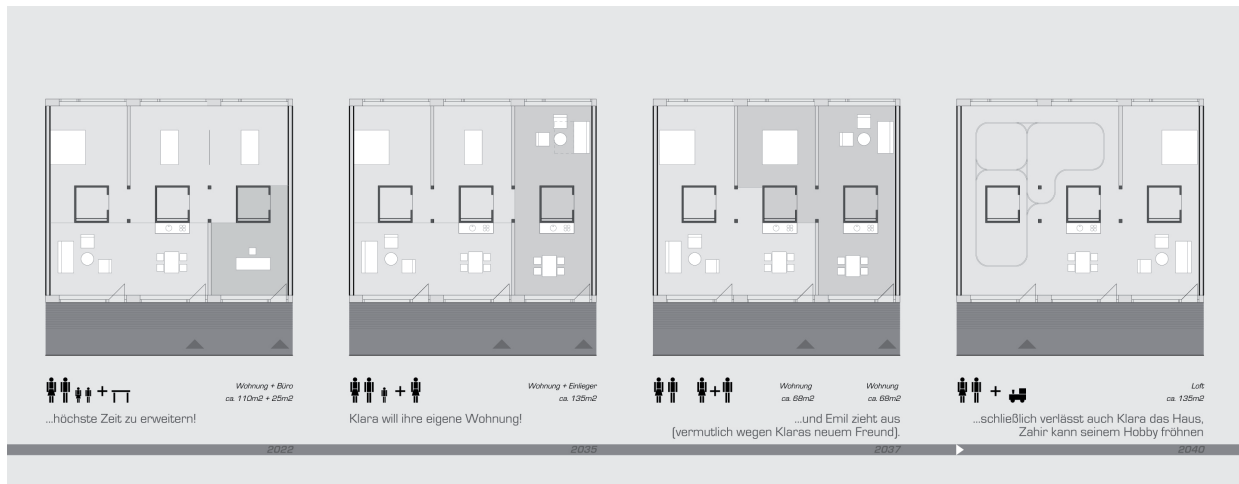 Wohnung + Büro
ca. 110m2 + 25m2
...höchste Zeit zu erweitern!
2022
Wohnung + Einlieger
ca. 135m2
Klara will ihre eigene Wohnung!
2035
Wohnung
ca. 68m2
Wohnung
ca. 68m2
...und Emil zieht aus
(vermutlich wegen Klaras neuem Freund).
2037
Loft
ca. 135m2
...schließlich verlässt auch Klara das Haus,
Zahir kann seinem Hobby fröhnen
2040